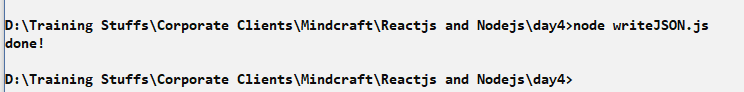 D:\Training Stuffs\Corporate Clients\Mindcraft\Reactjs and Nodejs\day4>node writeJSON.js
done!
D:\Training Stuffs\Corporate Clients\Mindcraft\Reactjs and Nodejs\day4>